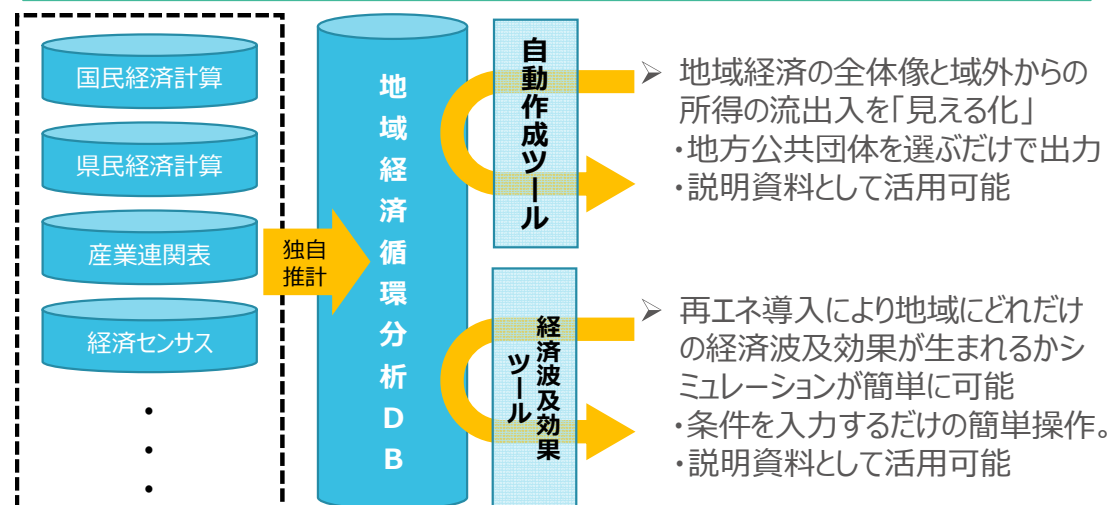 国民経済計算
県民経済計算
産業連関表
経済センサス
・
・
・
独自
推計
地域経済循環分析DB
自動作成ツール
➢ 地域経済の全体像と域外からの
所得の流出入を「見える化」
・地方公共団体を選ぶだけで出力
・説明資料として活用可能
経済波及効果
ツール
➢ 再エネ導入により地域にどれだけ
の経済波及効果が生まれるかシ
ミュレーションが簡単に可能
・条件を入力するだけの簡単操作。
・説明資料として活用可能